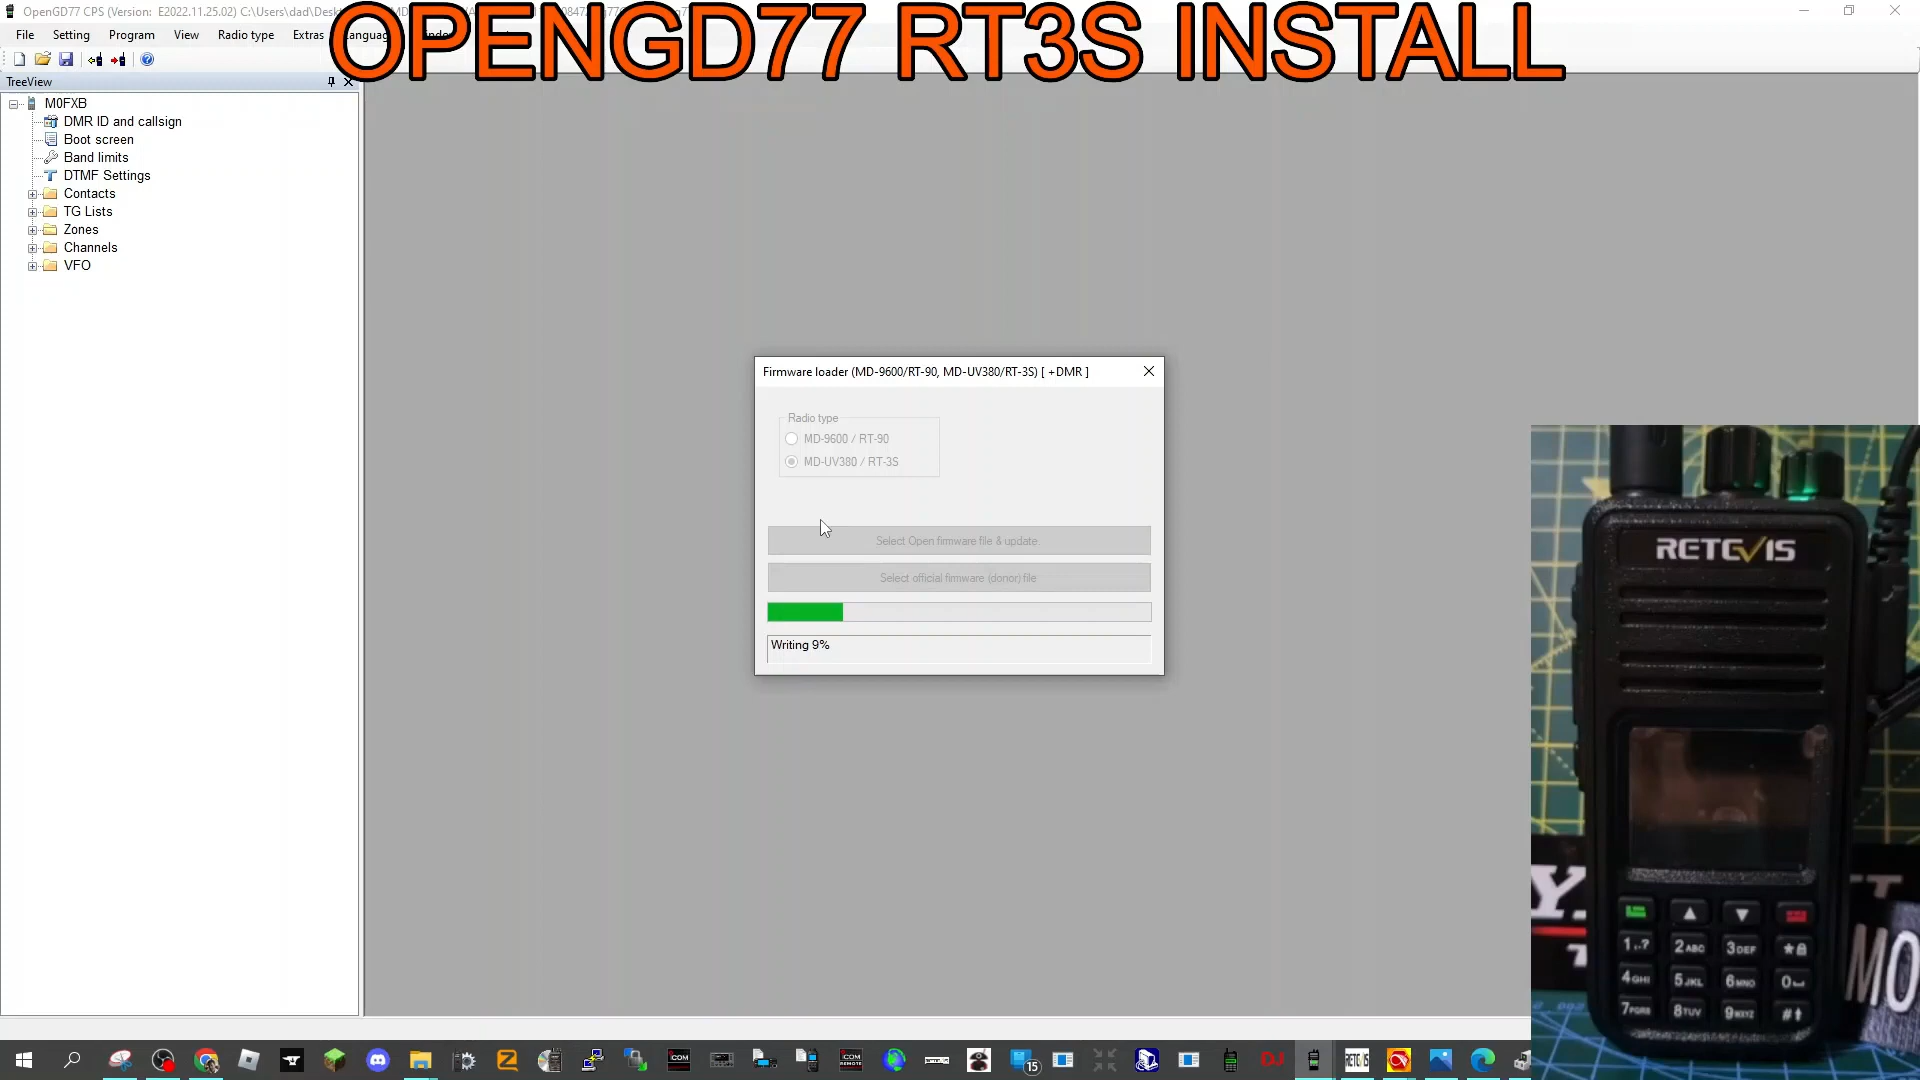 OpenGD77 CPS (Version: E2022.11.25.02) C:\Users\dad\Desk
OPENGD77 RT3S INSTALL
File Setting Program View Radio type Extras
TreeView
M0FXB
DMR ID and callsign
Boot screen
Band limits
DTMF Settings
Contacts
TG Lists
Zones
Channels
VFO
Firmware loader (MD-9600/RT-90, MD-UV380/RT-3S) [ +DMR ]
Radio type
MD-9600 / RT-90
MD-UV380 / RT-3S
Select Open firmware file & update.
Select official firmware (donor) file
Writing 9%
RETEVIS
1..? 2ABC 3DEF *
4GHI 5JKL 6MNO 0
7PQRS 8TUV 9WXYZ #
MO
15
DJ
RETEVIS